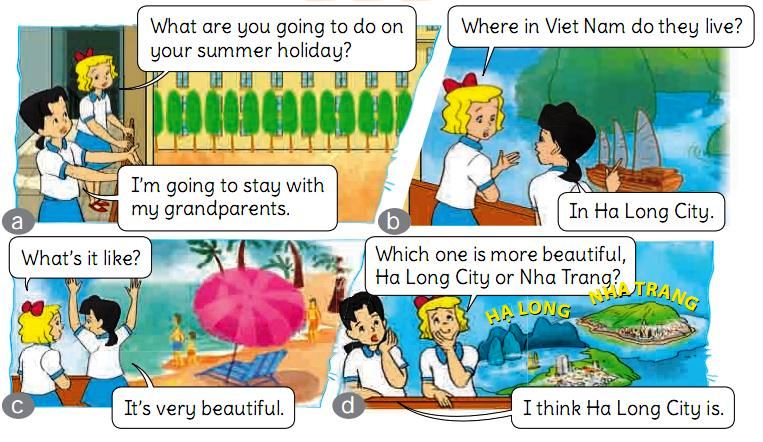 What are you going to do on
your summer holiday?
I'm going to stay with
my grandparents.
a
Where in Viet Nam do they live?
In Ha Long City.
b
What's it like?
It's very beautiful.
c
Which one is more beautiful,
Ha Long City or Nha Trang?
HA LONG
NHA TRANG
I think Ha Long City is.
d